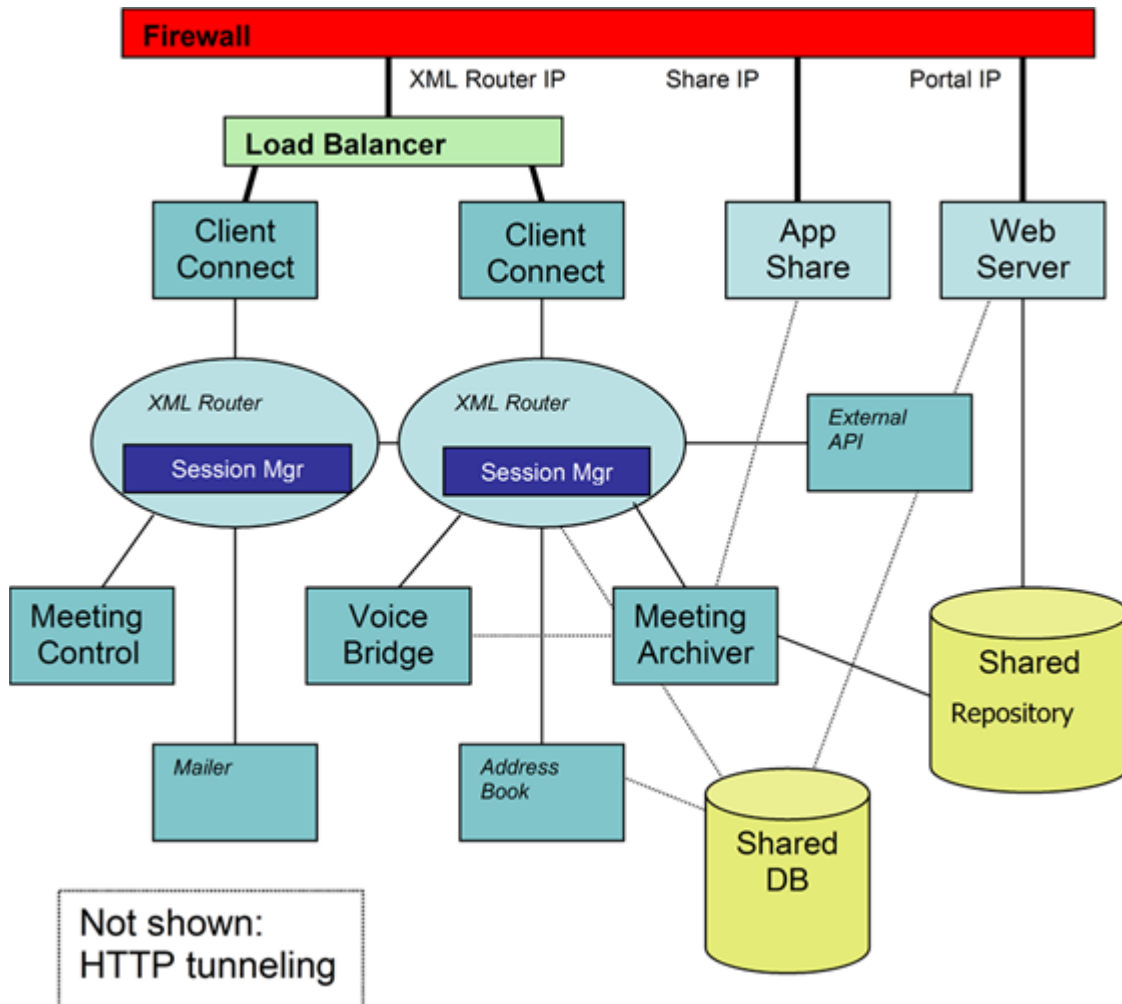 Firewall
XML Router IP
Share IP
Portal IP
Load Balancer
Client
Connect
Client
Connect
App
Share
Web
Server
XML Router
XML Router
External
API
Session Mgr
Session Mgr
Meeting
Control
Voice
Bridge
Meeting
Archiver
Shared
Repository
Mailer
Address
Book
Shared
DB
Not shown:
HTTP tunneling